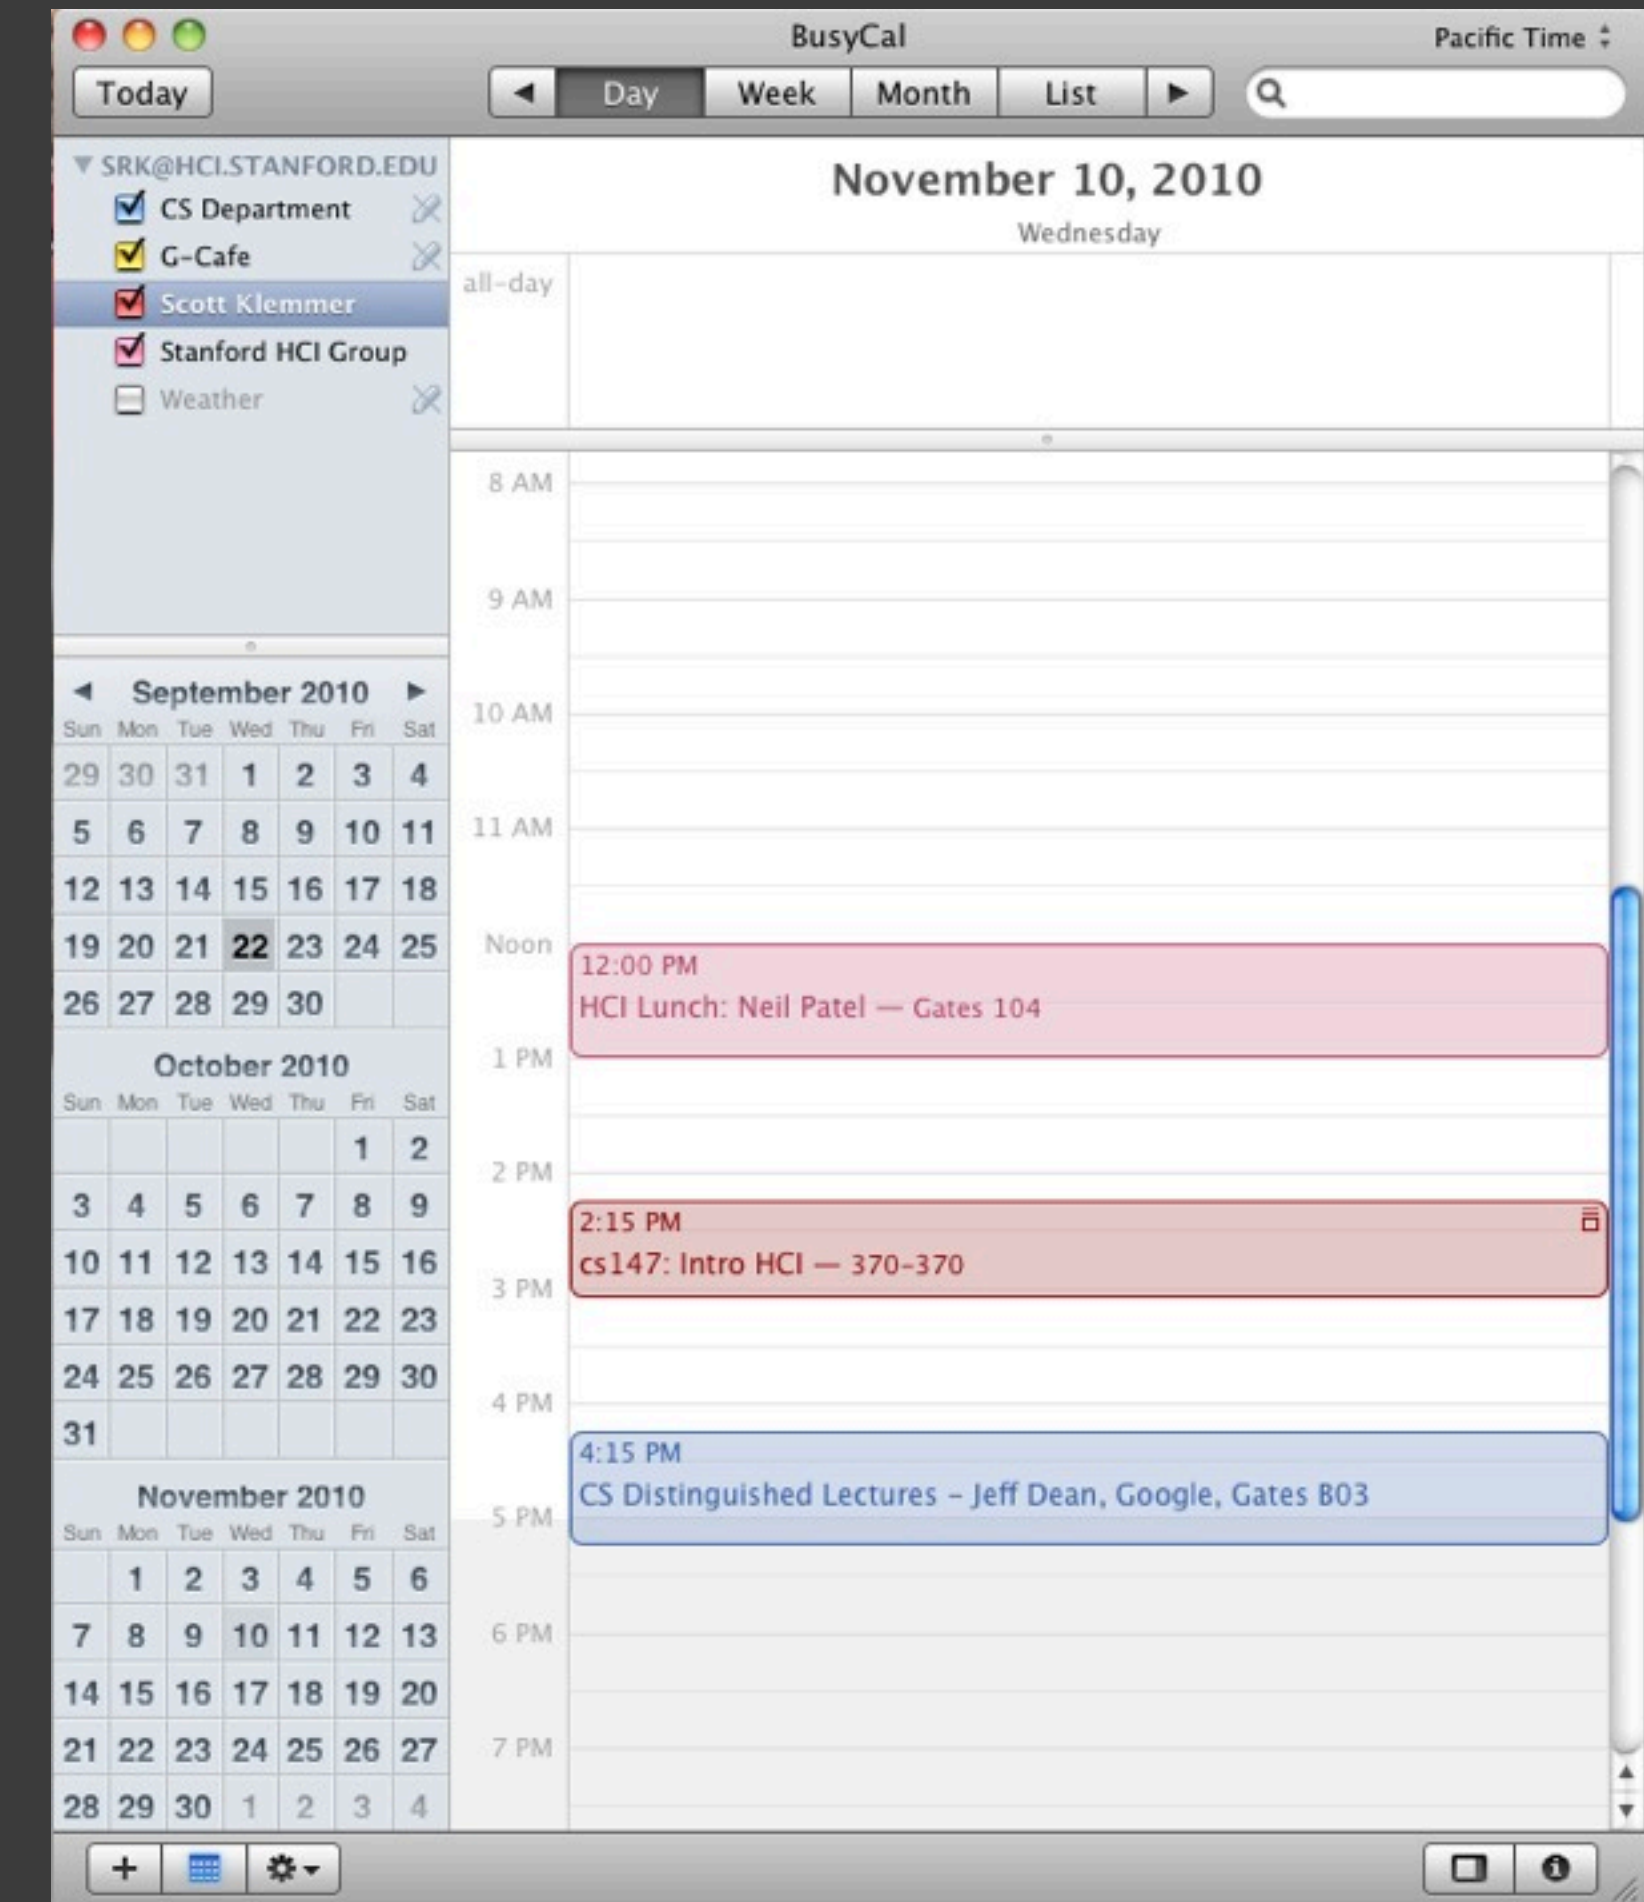 BusyCal
Pacific Time
Today
Day Week Month List
SRK@HCI.STANFORD.EDU
CS Department
G-Cafe
Scott Klemmer
Stanford HCI Group
Weather
September 2010
Sun Mon Tue Wed Thu Fri Sat
29 30 31 1 2 3 4
5 6 7 8 9 10 11
12 13 14 15 16 17 18
19 20 21 22 23 24 25
26 27 28 29 30
October 2010
Sun Mon Tue Wed Thu Fri Sat
1 2
3 4 5 6 7 8 9
10 11 12 13 14 15 16
17 18 19 20 21 22 23
24 25 26 27 28 29 30
31
November 2010
Sun Mon Tue Wed Thu Fri Sat
1 2 3 4 5 6
7 8 9 10 11 12 13
14 15 16 17 18 19 20
21 22 23 24 25 26 27
28 29 30 1 2 3 4
November 10, 2010
Wednesday
all-day
8 AM
9 AM
10 AM
11 AM
Noon
12:00 PM
HCI Lunch: Neil Patel — Gates 104
1 PM
2 PM
2:15 PM
cs147: Intro HCI — 370-370
3 PM
4 PM
4:15 PM
CS Distinguished Lectures - Jeff Dean, Google, Gates B03
5 PM
6 PM
7 PM